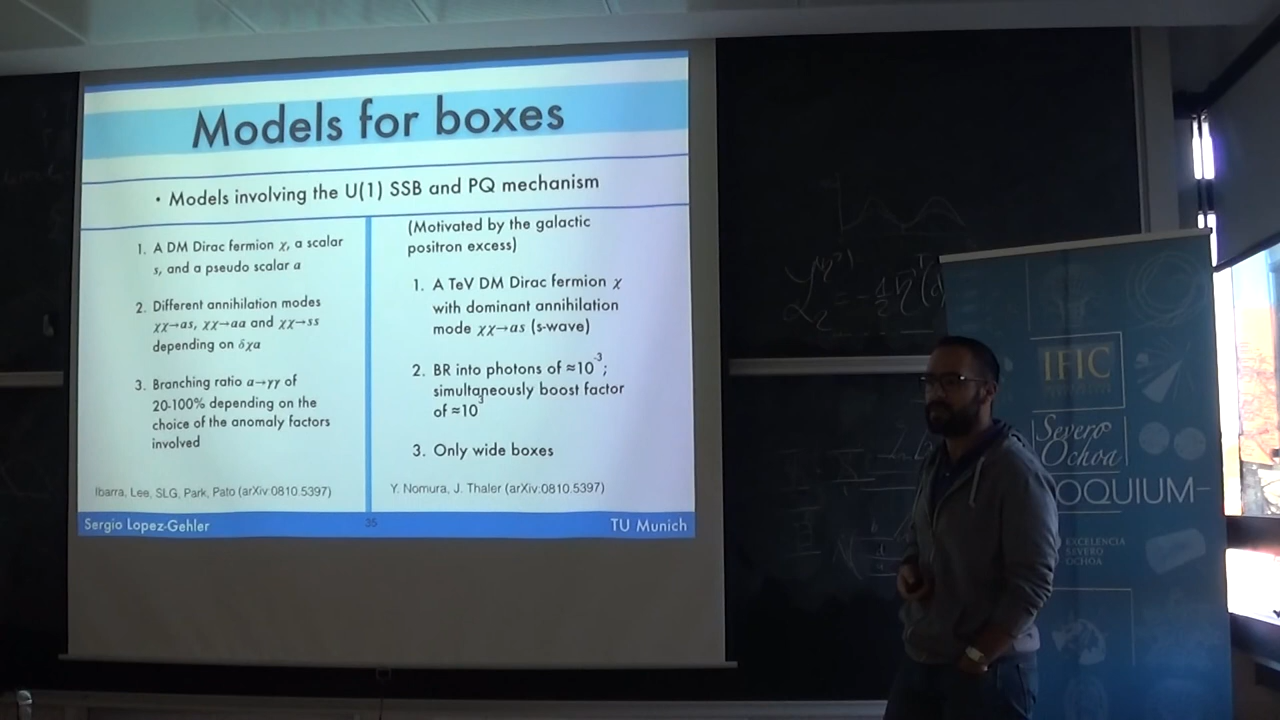 Models for boxes
• Models involving the U(1) SSB and PQ mechanism
1. A DM Dirac fermion χ, a scalar
s, and a pseudo scalar a
2. Different annihilation modes
χχ→as, χχ→aa and χχ→ss
depending on δχa
3. Branching ratio a→γγ of
20-100% depending on the
choice of the anomaly factors
involved
Ibarra, Lee, SLG, Park, Pato (arXiv:0810.5397)
(Motivated by the galactic
positron excess)
1. A TeV DM Dirac fermion χ
with dominant annihilation
mode χχ→as (s-wave)
2. BR into photons of ≈10⁻³;
simultaneously boost factor
of ≈10³
3. Only wide boxes
Y. Nomura, J. Thaler (arXiv:0810.5397)
Sergio Lopez-Gehler
35
TU Munich
IFIC
Severo
Ochoa
OQUIUM
EXCELENCIA
SEVERO
OCHOA